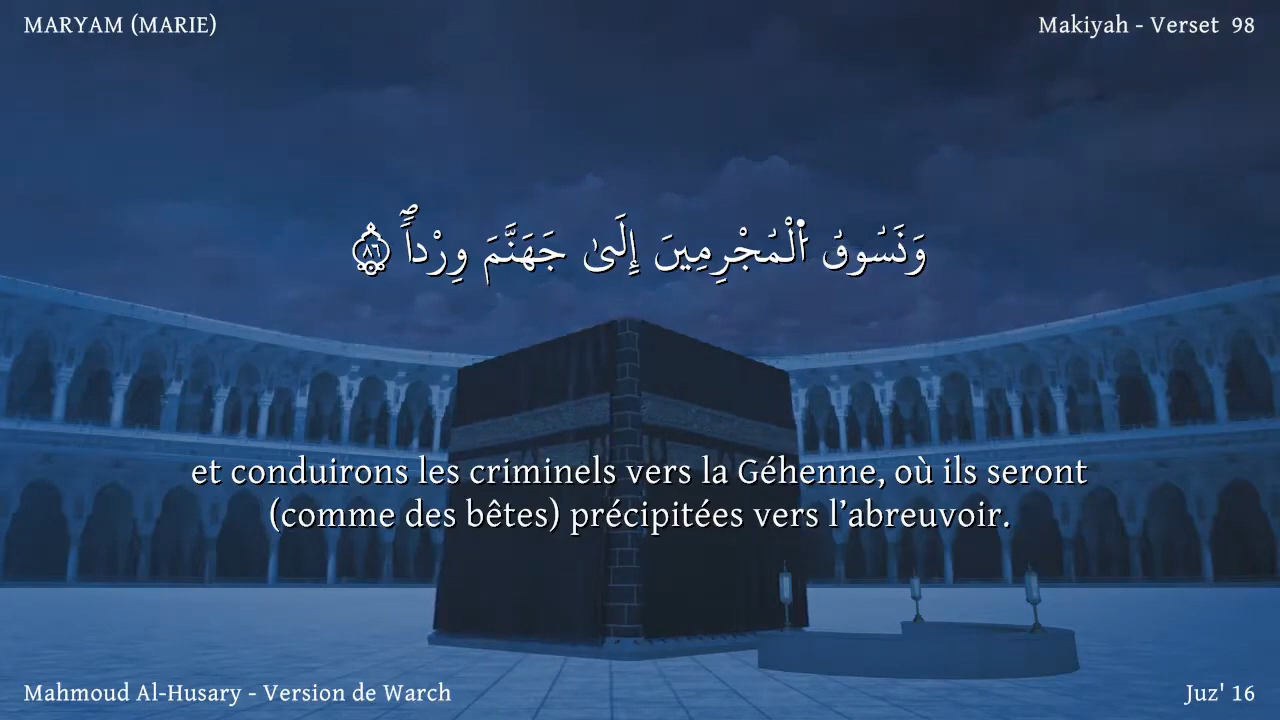 MARYAM (MARIE)
Makiyah - Verset 98
وَنَسُوقُ اُ۬لْمُجْرِمِينَ إِلَىٰ جَهَنَّمَ وِرْداٗۖ ٨٦
et conduirons les criminels vers la Géhenne, où ils seront
(comme des bêtes) précipitées vers l’abreuvoir.
Mahmoud Al-Husary - Version de Warch
Juz' 16